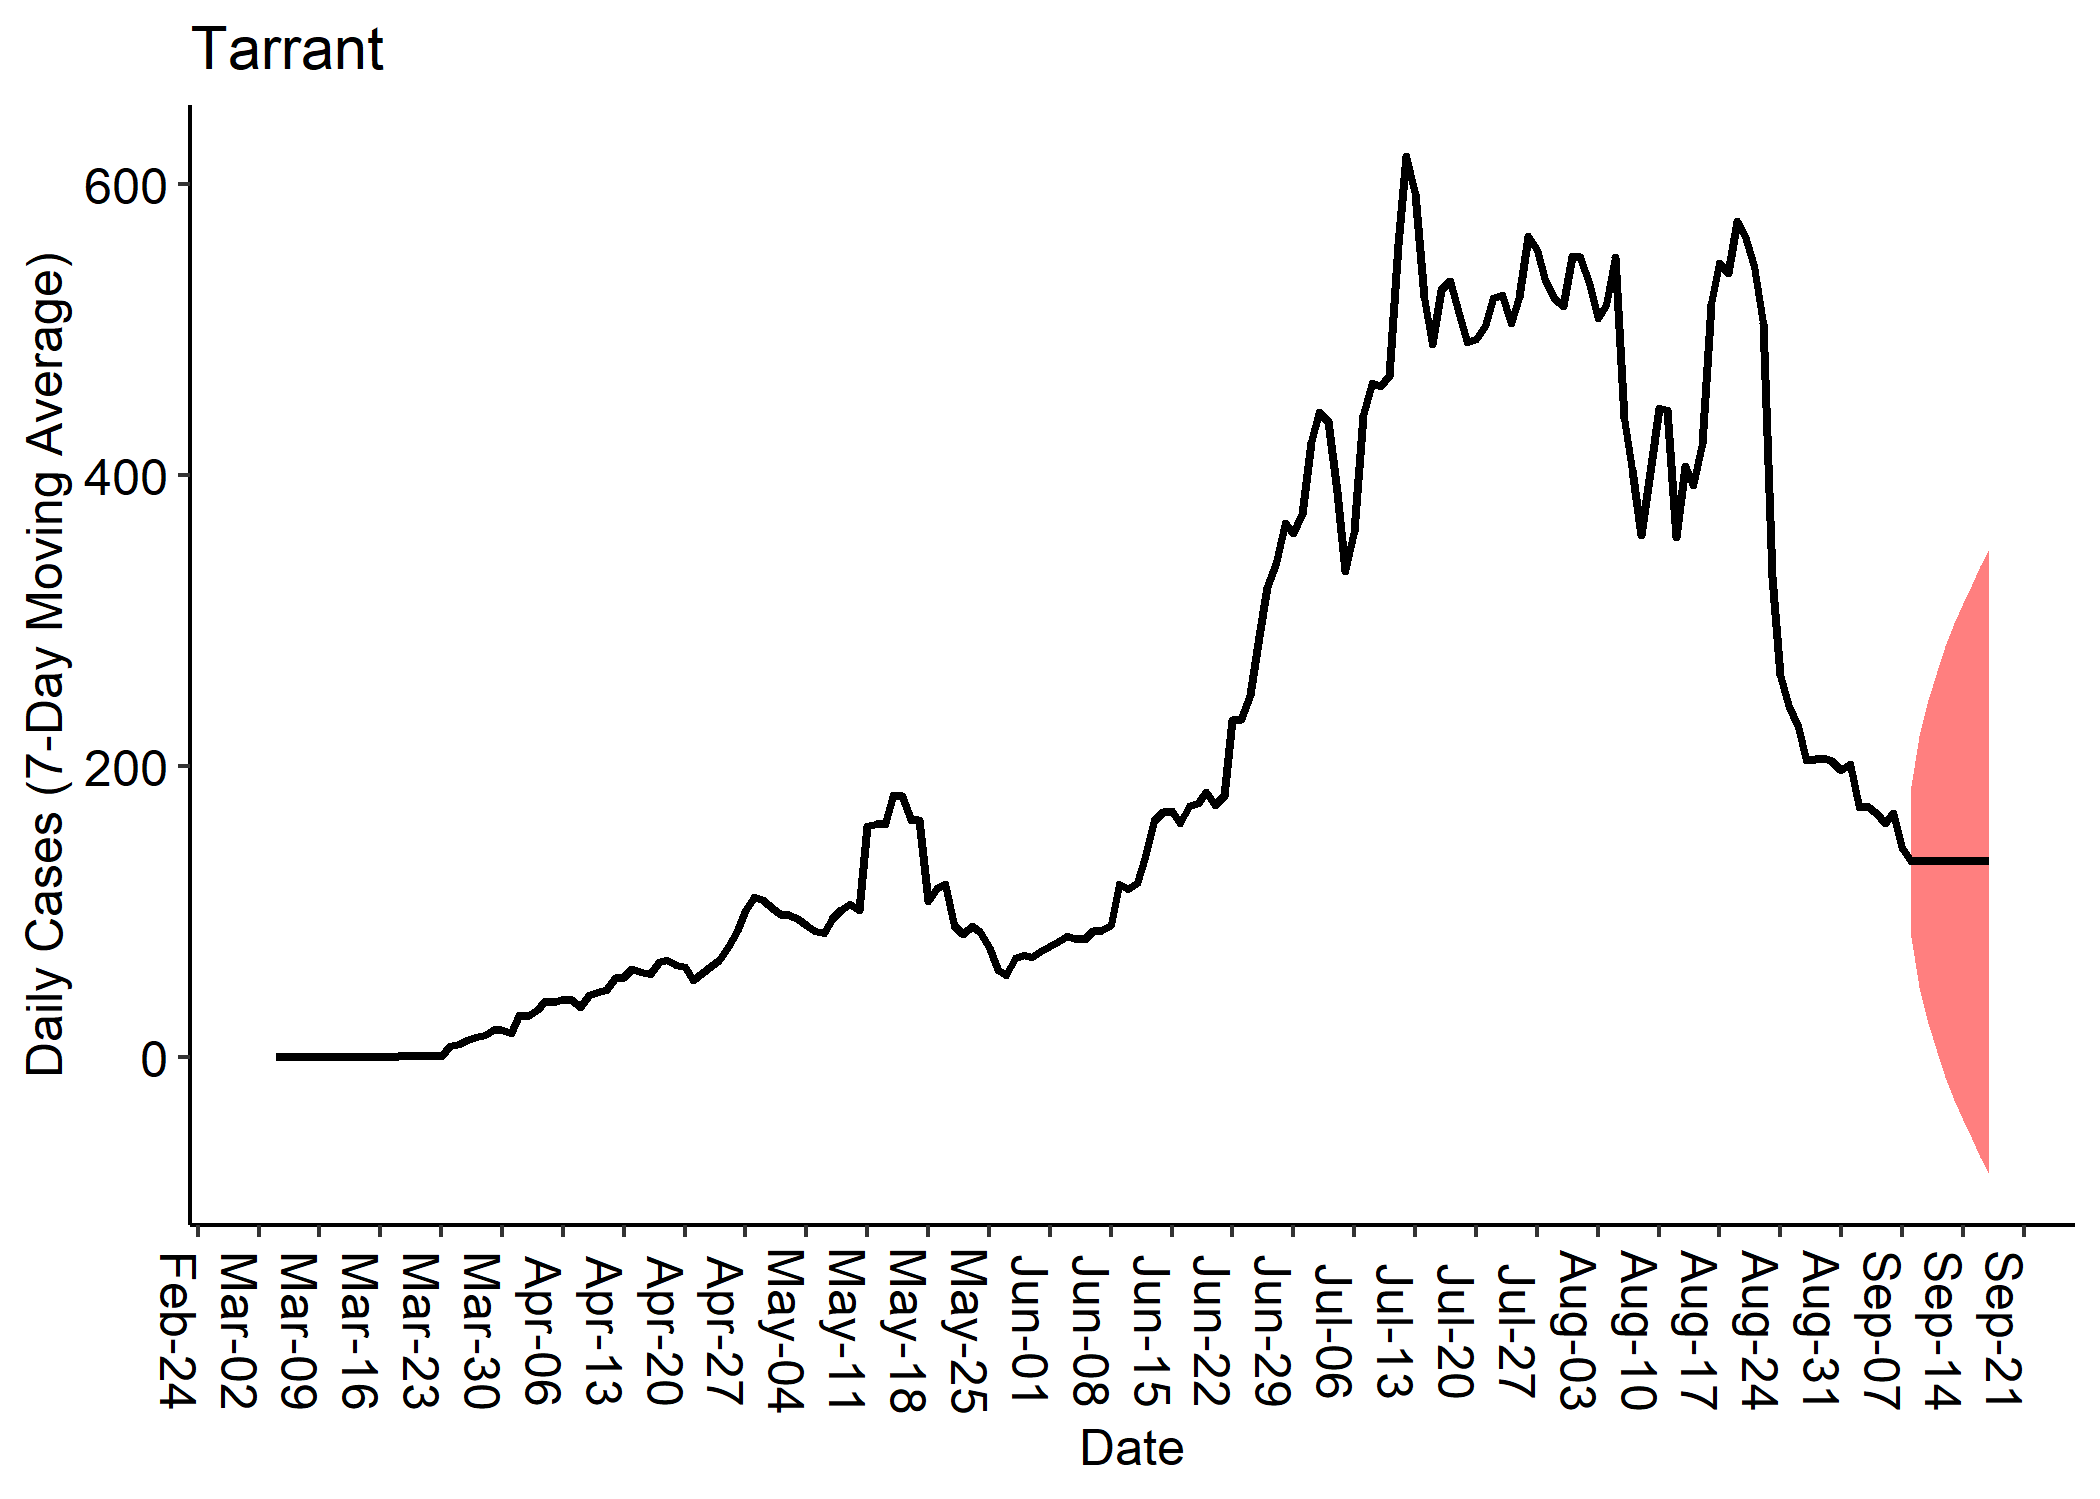 Tarrant
Daily Cases (7-Day Moving Average)
600
400
200
0
Feb-24
Mar-02
Mar-09
Mar-16
Mar-23
Mar-30
Apr-06
Apr-13
Apr-20
Apr-27
May-04
May-11
May-18
May-25
Jun-01
Jun-08
Jun-15
Jun-22
Jun-29
Jul-06
Jul-13
Jul-20
Jul-27
Aug-03
Aug-10
Aug-17
Aug-24
Aug-31
Sep-07
Sep-14
Sep-21
Date